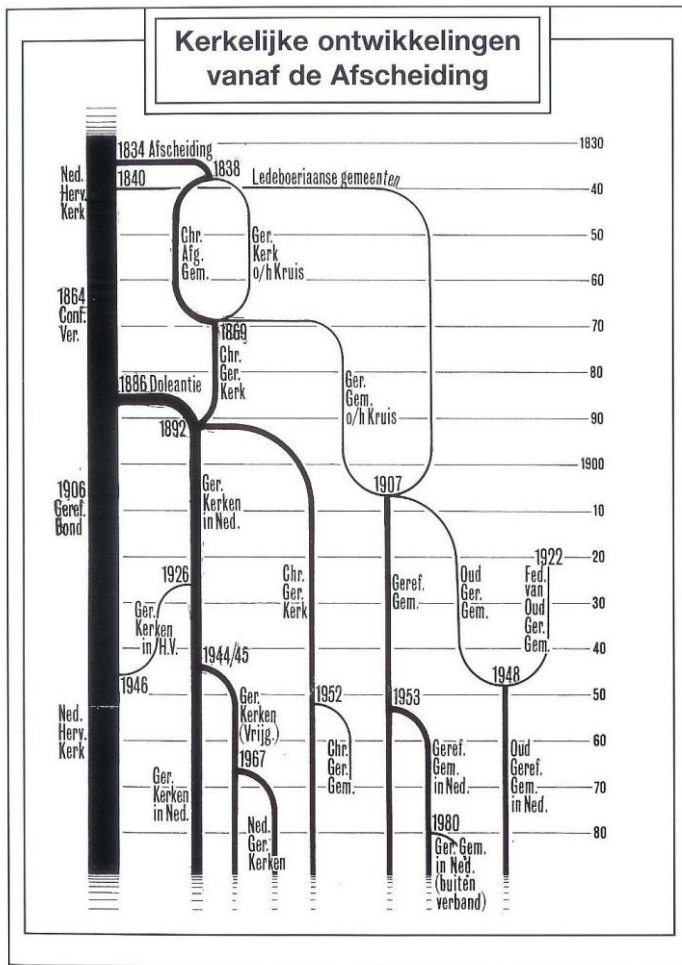 Kerkelijke ontwikkelingen
vanaf de Afscheiding
1830
1834 Afscheiding
1838
Ned.
Herv.
Kerk
1840
Ledeboeriaanse gemeenten
40
Chr.
Afg.
Gem.
Ger.
Kerk
o/h Kruis
50
60
1864
Conf.
Ver.
1869
70
Chr.
Ger.
Kerk
80
1886 Doleantie
Ger.
Gem.
o/h Kruis
1892
90
1900
1906
Geref.
Bond
Ger.
Kerken
in Ned.
1907
10
1926
Chr.
Ger.
Kerk
Geref.
Gem.
Oud
Ger.
Gem.
1922
Fed.
van
Oud
Ger.
Gem.
20
30
Ger.
Kerken
in H.V.
40
1944/45
1946
1948
Ger.
Kerken
(Vrijg.)
1952
1953
50
Ned.
Herv.
Kerk
Chr.
Ger.
Gem.
Geref.
Gem.
in Ned.
Oud
Geref.
Gem.
in Ned.
60
1967
Ger.
Kerken
in Ned.
70
Ned.
Ger.
Kerken
1980
80
Ger. Gem.
in Ned.
(buiten
verband)